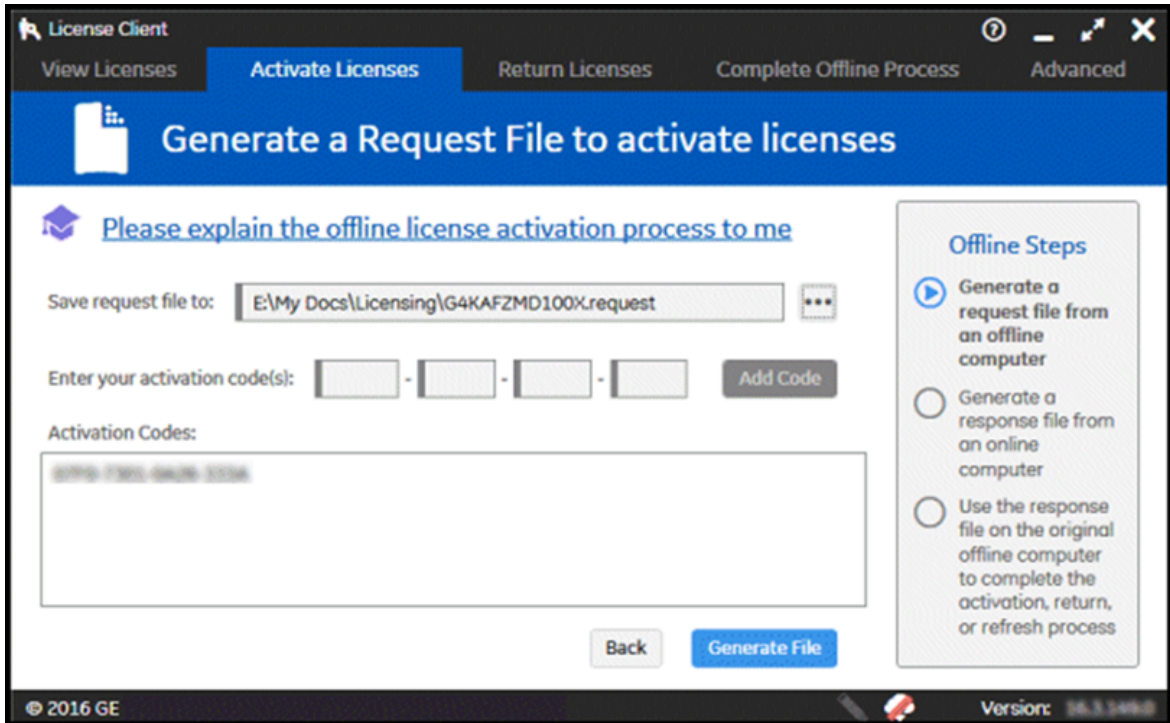 License Client
View Licenses
Activate Licenses
Return Licenses
Complete Offline Process
Advanced
Generate a Request File to activate licenses
Please explain the offline license activation process to me
Save request file to:
E:\My Docs\Licensing\G4KAFZMD100X.request
Enter your activation code(s):
- - -
Add Code
Activation Codes:
Back
Generate File
Offline Steps
Generate a
request file from
an offline
computer
Generate a
response file from
an online
computer
Use the response
file on the original
offline computer
to complete the
activation, return,
or refresh process
© 2016 GE
Version: